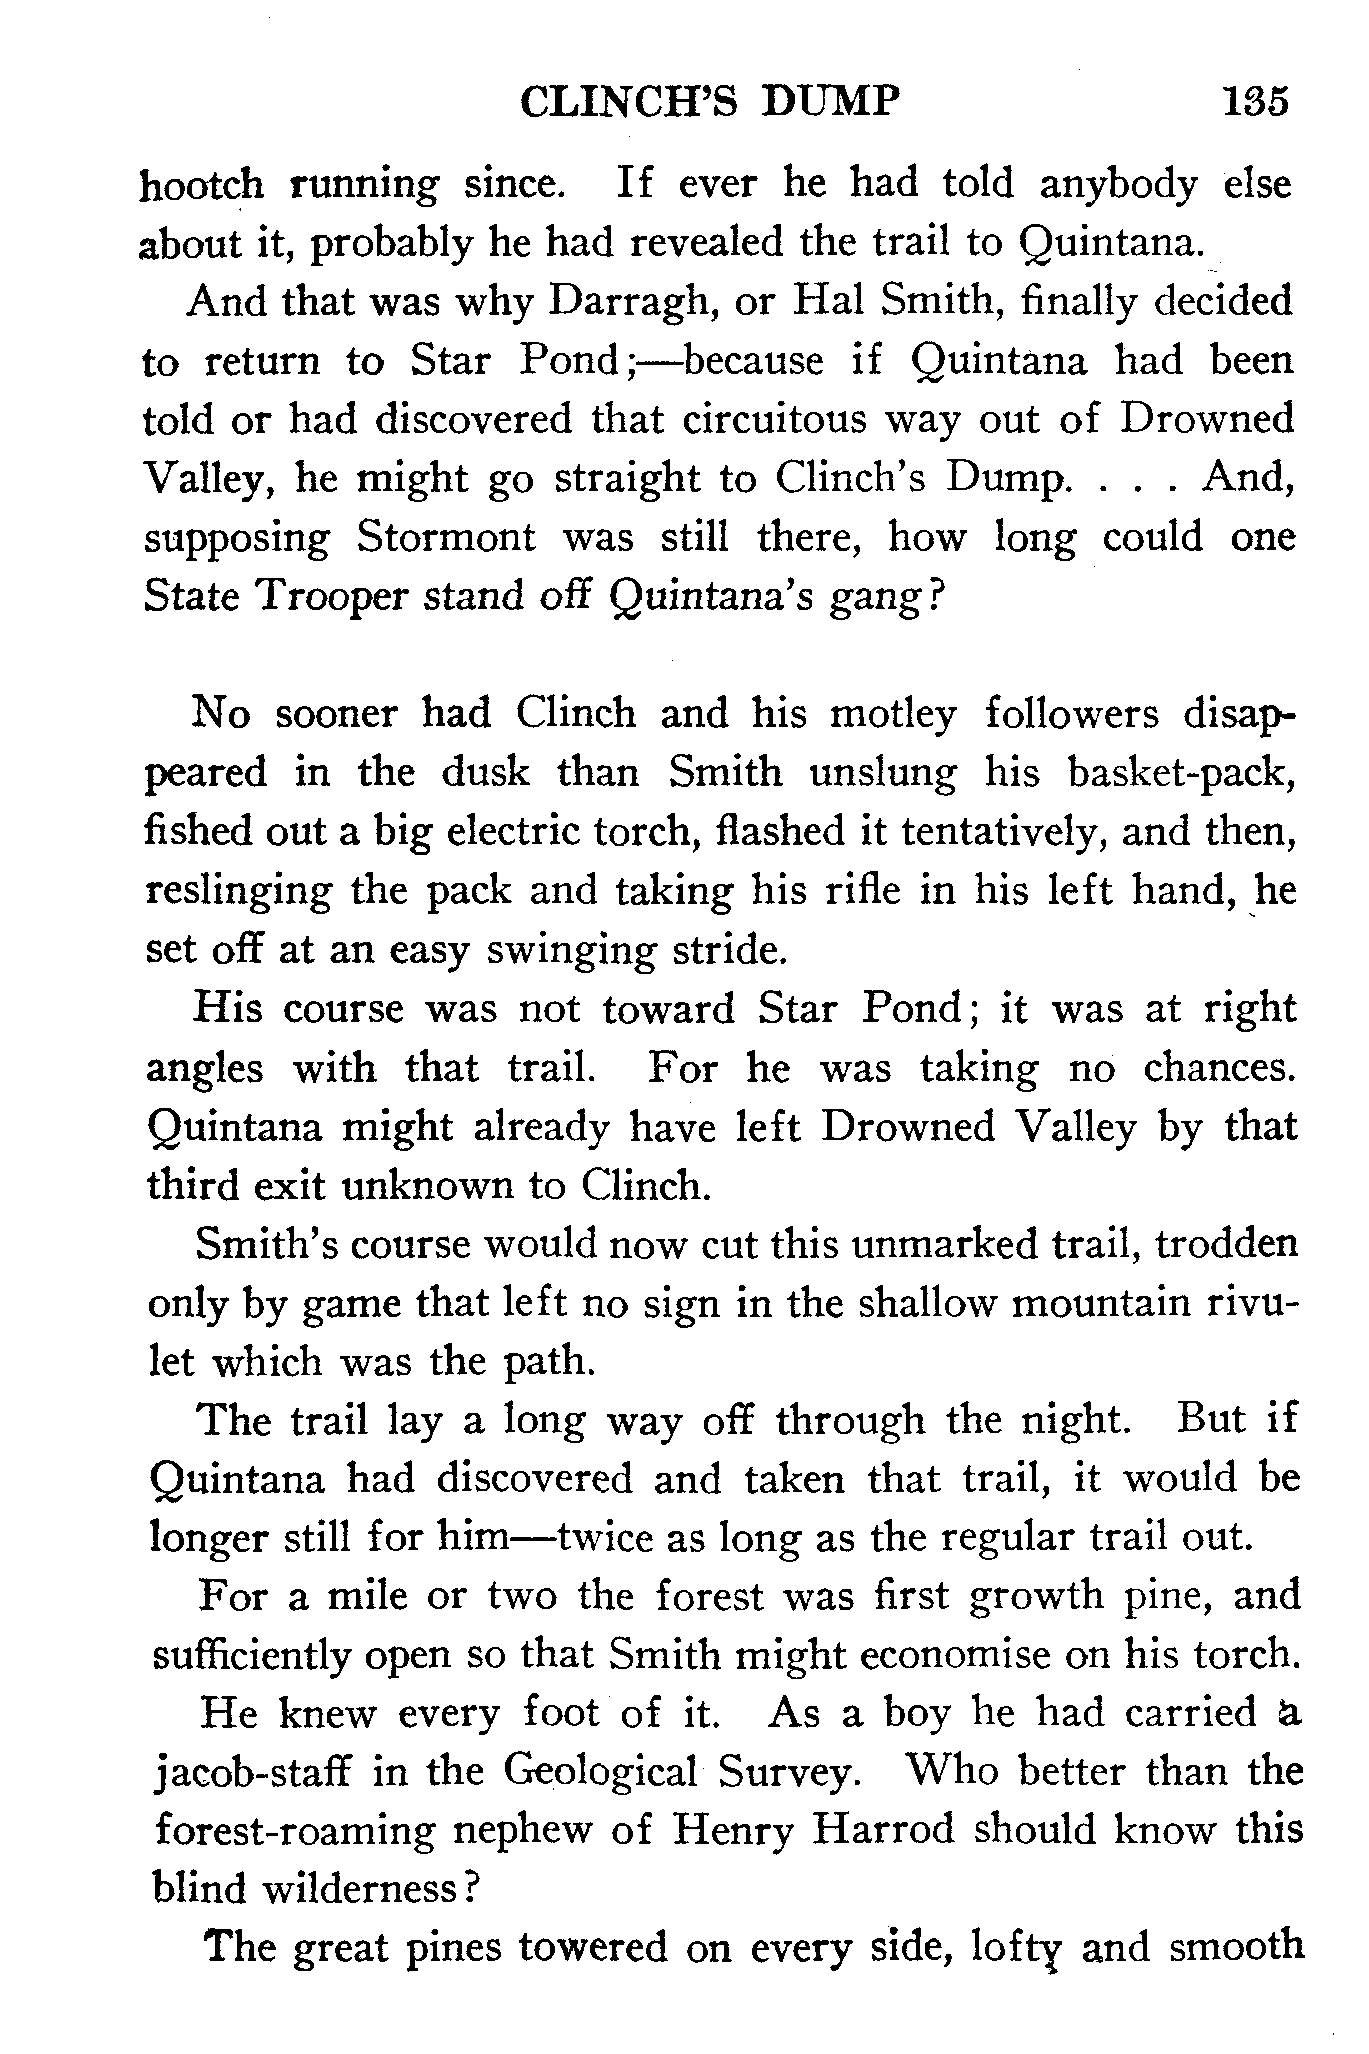 CLINCH'S DUMP 135
hootch running since. If ever he had told anybody else
about it, probably he had revealed the trail to Quintana.
And that was why Darragh, or Hal Smith, finally decided
to return to Star Pond;—because if Quintana had been
told or had discovered that circuitous way out of Drowned
Valley, he might go straight to Clinch's Dump. . . . And,
supposing Stormont was still there, how long could one
State Trooper stand off Quintana's gang?
No sooner had Clinch and his motley followers disap-
peared in the dusk than Smith unslung his basket-pack,
fished out a big electric torch, flashed it tentatively, and then,
reslinging the pack and taking his rifle in his left hand, he
set off at an easy swinging stride.
His course was not toward Star Pond; it was at right
angles with that trail. For he was taking no chances.
Quintana might already have left Drowned Valley by that
third exit unknown to Clinch.
Smith's course would now cut this unmarked trail, trodden
only by game that left no sign in the shallow mountain rivu-
let which was the path.
The trail lay a long way off through the night. But if
Quintana had discovered and taken that trail, it would be
longer still for him—twice as long as the regular trail out.
For a mile or two the forest was first growth pine, and
sufficiently open so that Smith might economise on his torch.
He knew every foot of it. As a boy he had carried a
jacob-staff in the Geological Survey. Who better than the
forest-roaming nephew of Henry Harrod should know this
blind wilderness?
The great pines towered on every side, lofty and smooth